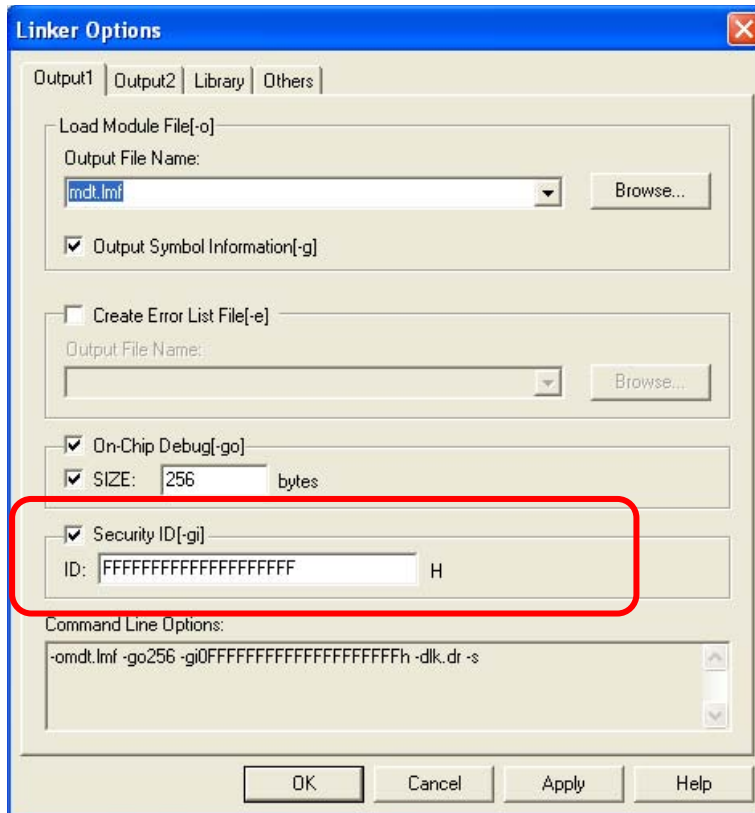 Linker Options
Output1 Output2 Library Others
Load Module File[-o]
Output File Name:
mdt.lmf Browse...
Output Symbol Information[-g]
Create Error List File[-e]
Output File Name:
Browse...
On-Chip Debug[-go]
SIZE: 256 bytes
Security ID[-gi]
ID: FFFFFFFFFFFFFFFFFFFF H
Command Line Options:
-omdt.lmf -go256 -gi0FFFFFFFFFFFFFFFFFFFFh -dlk.dr -s
OK Cancel Apply Help